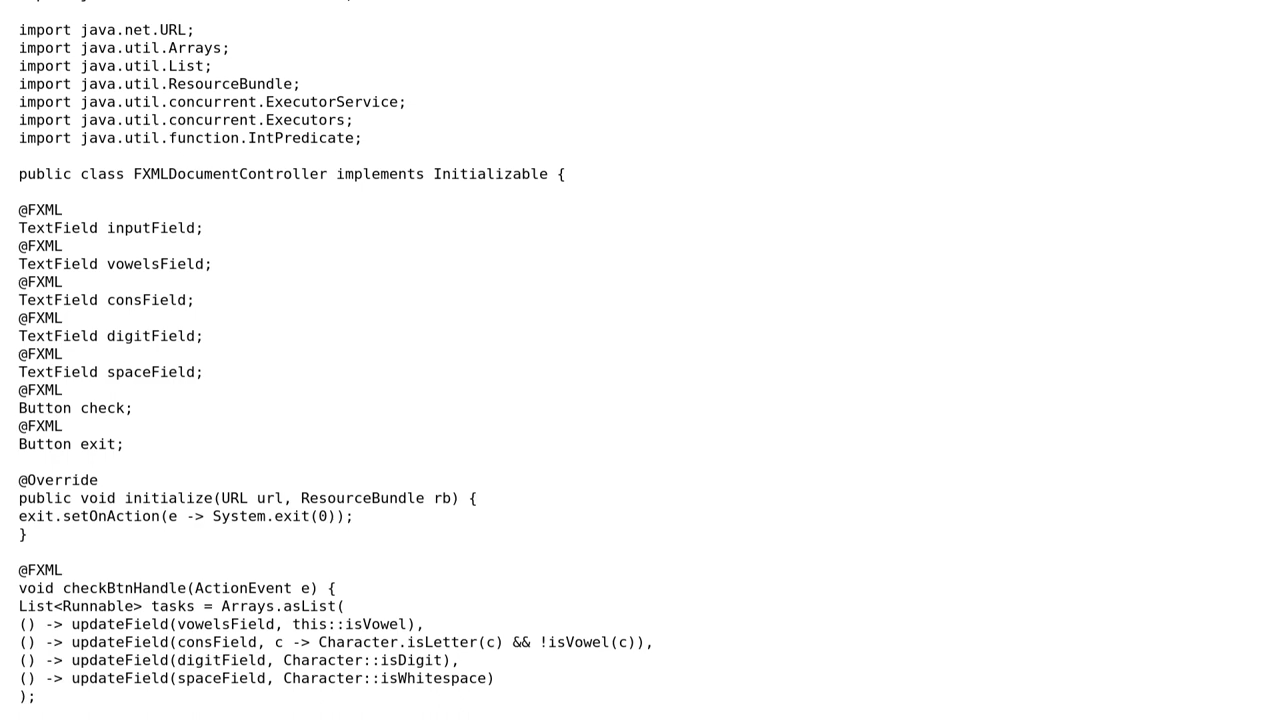 import java.net.URL;
import java.util.Arrays;
import java.util.List;
import java.util.ResourceBundle;
import java.util.concurrent.ExecutorService;
import java.util.concurrent.Executors;
import java.util.function.IntPredicate;
public class FXMLDocumentController implements Initializable {
@FXML
TextField inputField;
@FXML
TextField vowelsField;
@FXML
TextField consField;
@FXML
TextField digitField;
@FXML
TextField spaceField;
@FXML
Button check;
@FXML
Button exit;
@Override
public void initialize(URL url, ResourceBundle rb) {
exit.setOnAction(e -> System.exit(0));
}
@FXML
void checkBtnHandle(ActionEvent e) {
List<Runnable> tasks = Arrays.asList(
() -> updateField(vowelsField, this::isVowel),
() -> updateField(consField, c -> Character.isLetter(c) && !isVowel(c)),
() -> updateField(digitField, Character::isDigit),
() -> updateField(spaceField, Character::isWhitespace)
);